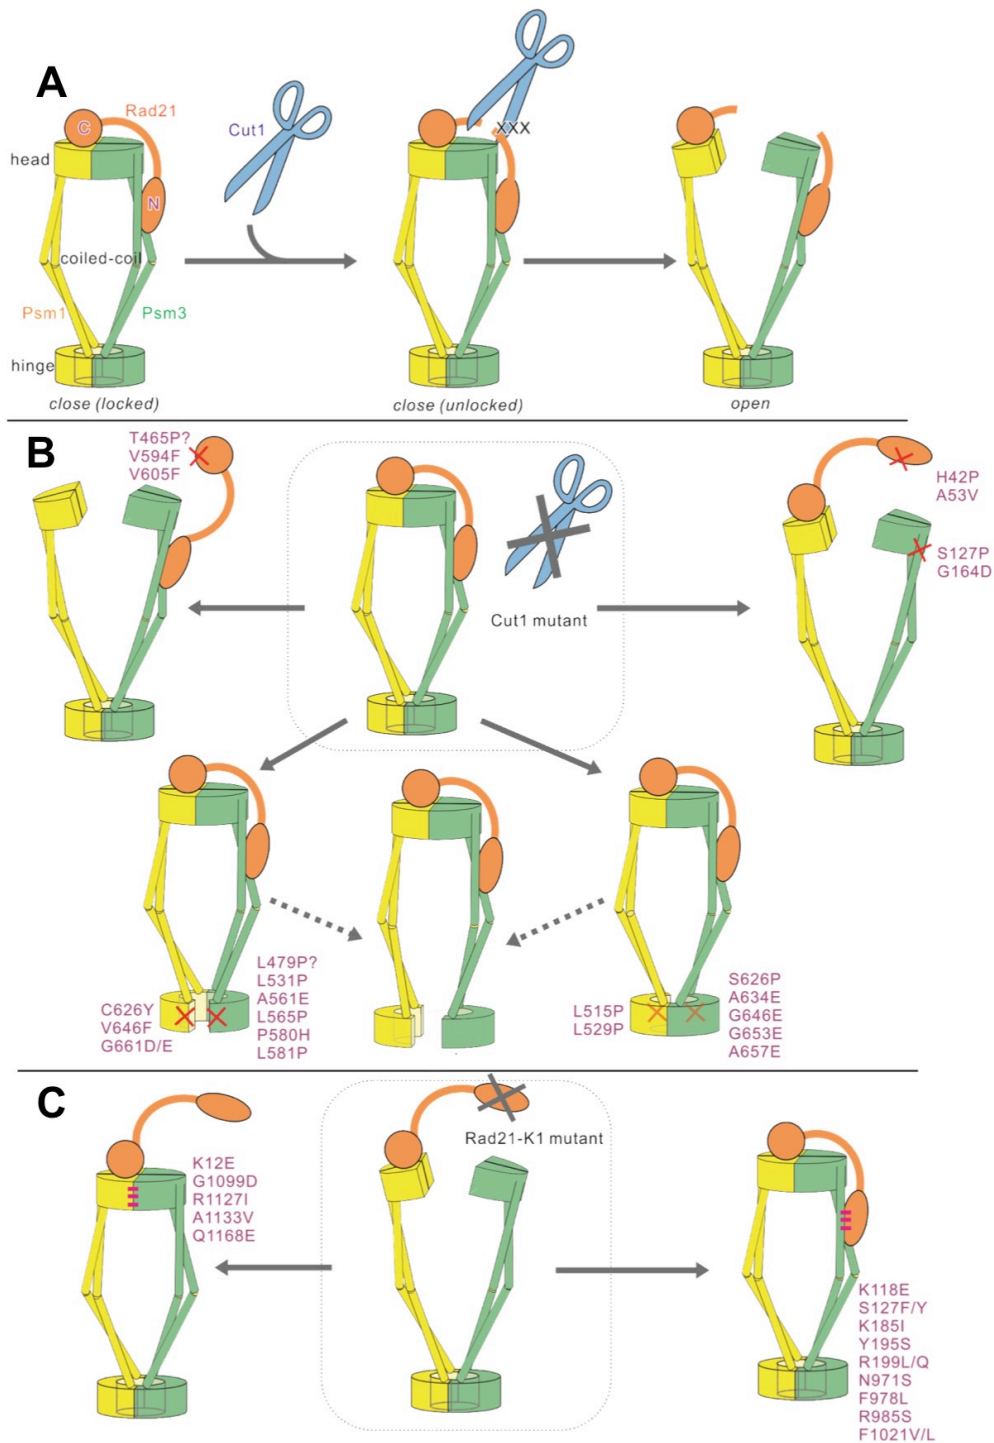 A
Rad21
C
Cut1
XXX
head
N
coiled-coil
Psm1
Psm3
hinge
close (locked)
close (unlocked)
open
B
T465P?
V594F
V605F
H42P
A53V
S127P
G164D
Cut1 mutant
L479P?
L531P
A561E
L565P
P580H
L581P
C626Y
V646F
G661D/E
L515P
L529P
S626P
A634E
G646E
G653E
A657E
C
Rad21-K1 mutant
K12E
G1099D
R1127I
A1133V
Q1168E
K118E
S127F/Y
K185I
Y195S
R199L/Q
N971S
F978L
R985S
F1021V/L